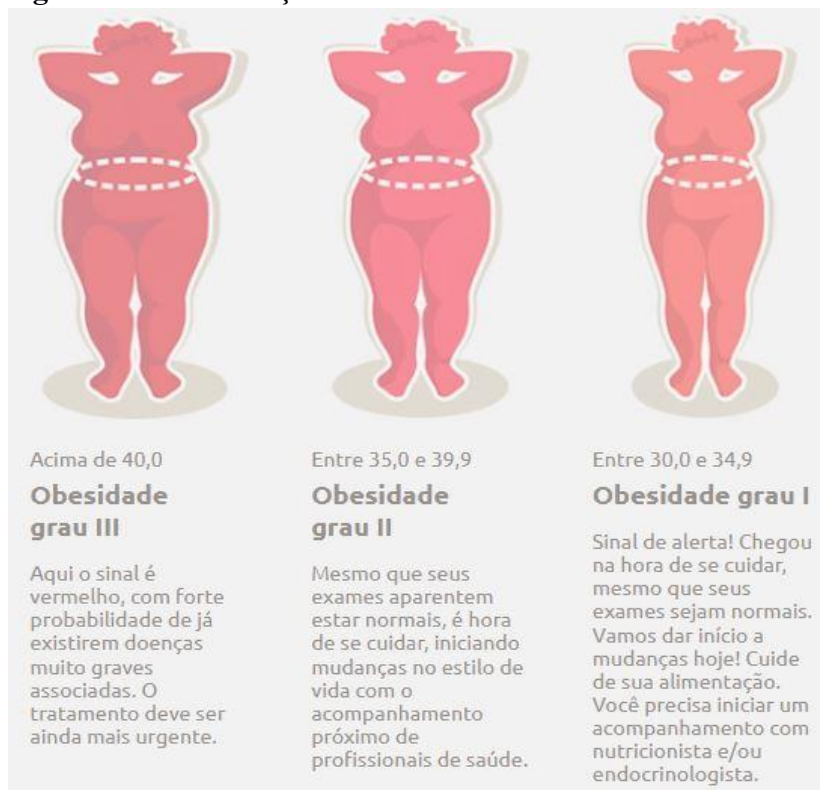 Acima de 40,0
Obesidade
grau III
Aqui o sinal é
vermelho, com forte
probabilidade de já
existirem doenças
muito graves
associadas. O
tratamento deve ser
ainda mais urgente.
Entre 35,0 e 39,9
Obesidade
grau II
Mesmo que seus
exames aparentem
estar normais, é hora
de se cuidar, iniciando
mudanças no estilo de
vida com o
acompanhamento
próximo de
profissionais de saúde.
Entre 30,0 e 34,9
Obesidade grau I
Sinal de alerta! Chegou
na hora de se cuidar,
mesmo que seus
exames sejam normais.
Vamos dar início a
mudanças hoje! Cuide
de sua alimentação.
Você precisa iniciar um
acompanhamento com
nutricionista e/ou
endocrinologista.